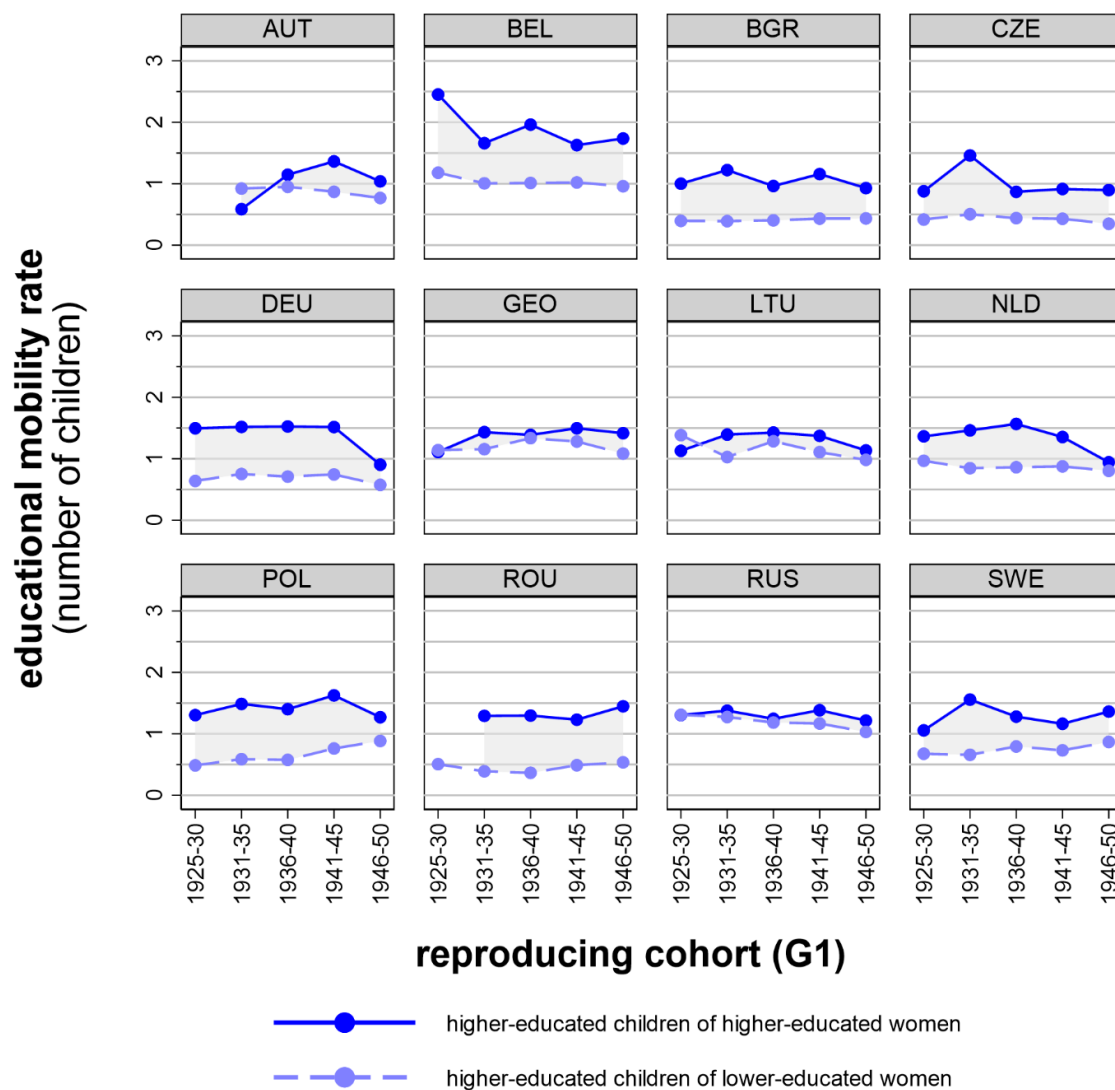 AUT BEL BGR CZE
3
2
1
0
DEU GEO LTU NLD
3
2
1
0
POL ROU RUS SWE
3
2
1
0
educational mobility rate
(number of children)
1925-30 1931-35 1936-40 1941-45 1946-50 1925-30 1931-35 1936-40 1941-45 1946-50 1925-30 1931-35 1936-40 1941-45 1946-50 1925-30 1931-35 1936-40 1941-45 1946-50
reproducing cohort (G1)
higher-educated children of higher-educated women
higher-educated children of lower-educated women